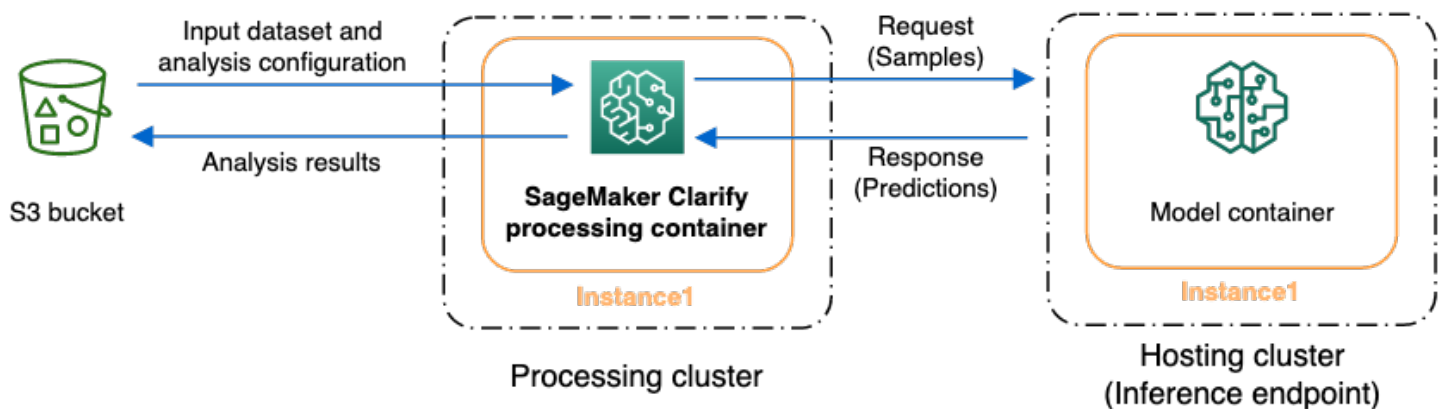 Input dataset and
analysis configuration
Analysis results
S3 bucket
SageMaker Clarify
processing container
Instance1
Processing cluster
Request
(Samples)
Response
(Predictions)
Model container
Instance1
Hosting cluster
(Inference endpoint)